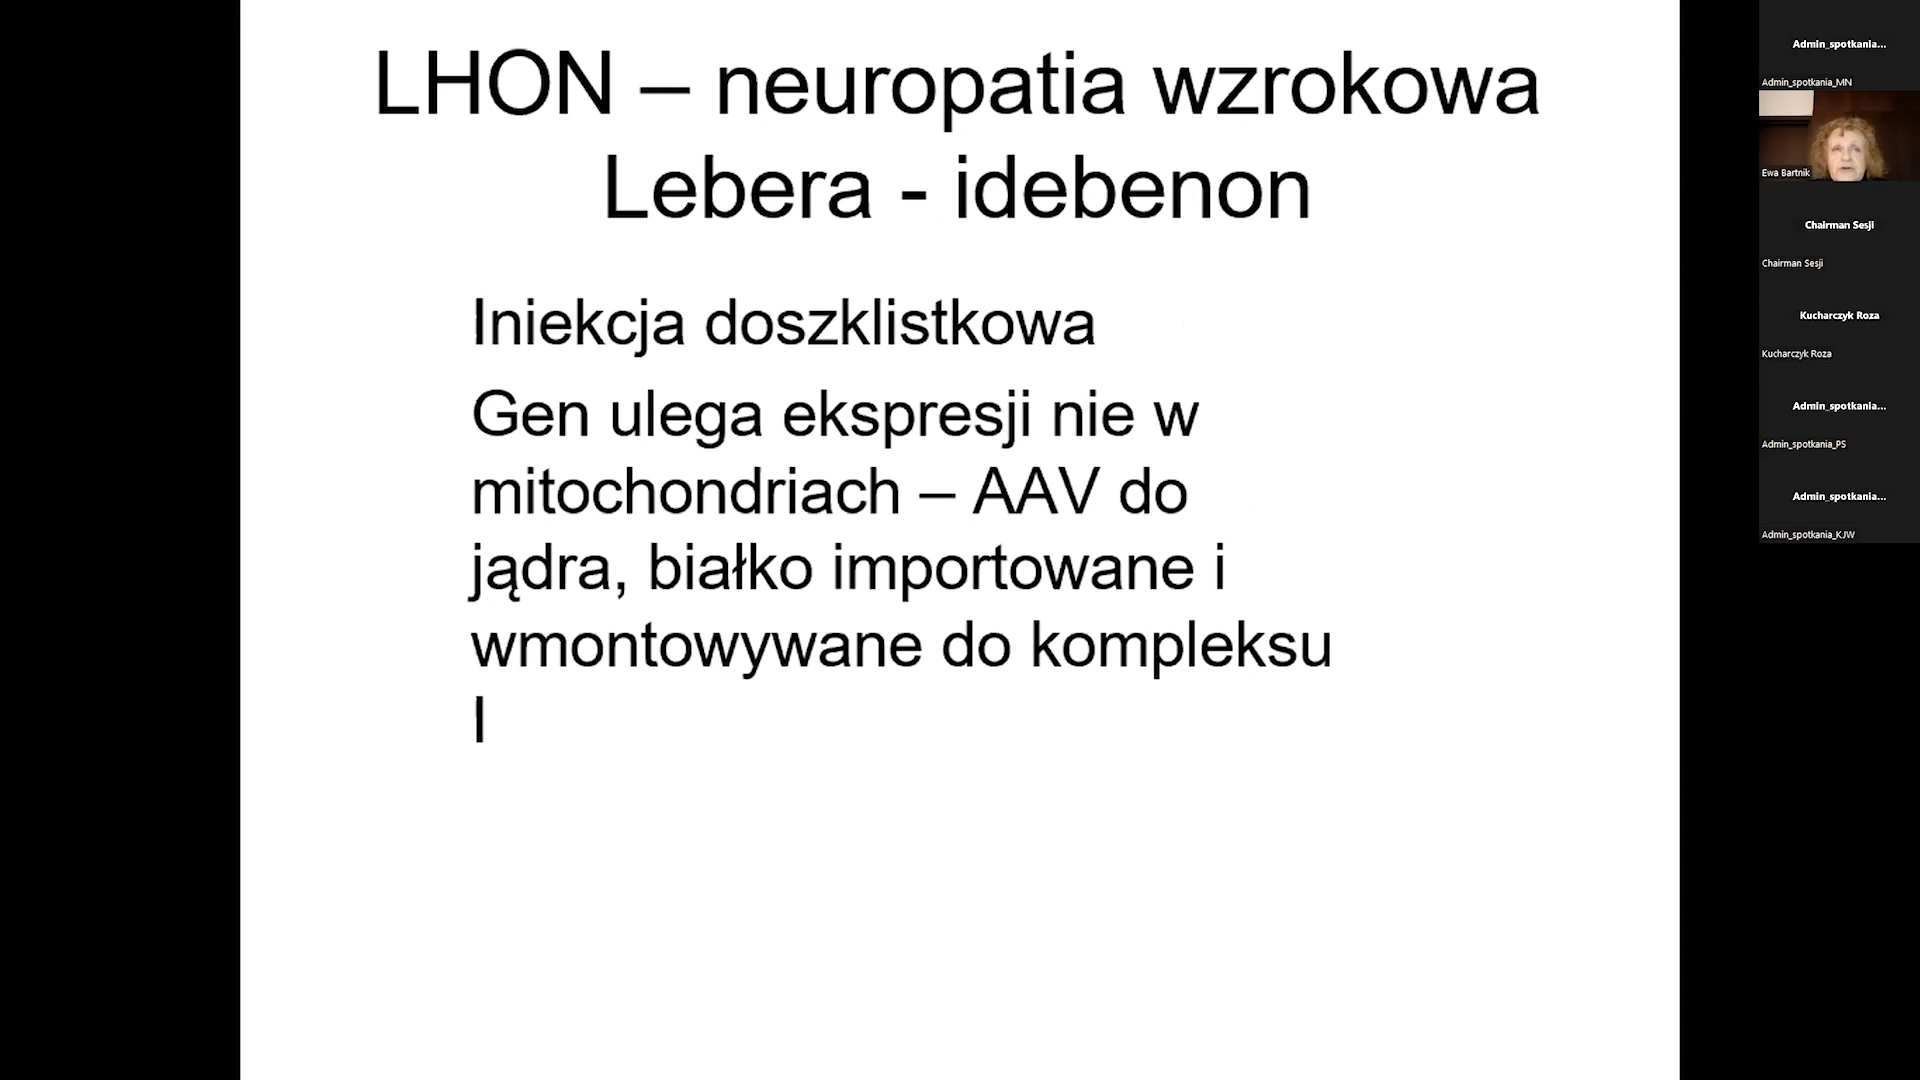 LHON – neuropatia wzrokowa
Lebera - idebenon
Iniekcja doszklistkowa
Gen ulega ekspresji nie w
mitochondriach – AAV do
jądra, białko importowane i
wmontowywane do kompleksu
I
Admin_spotkania...
Admin_spotkania_MN
Ewa Bartnik
Chairman Sesji
Chairman Sesji
Kucharczyk Roza
Kucharczyk Roza
Admin_spotkania...
Admin_spotkania_PS
Admin_spotkania...
Admin_spotkania_KJW